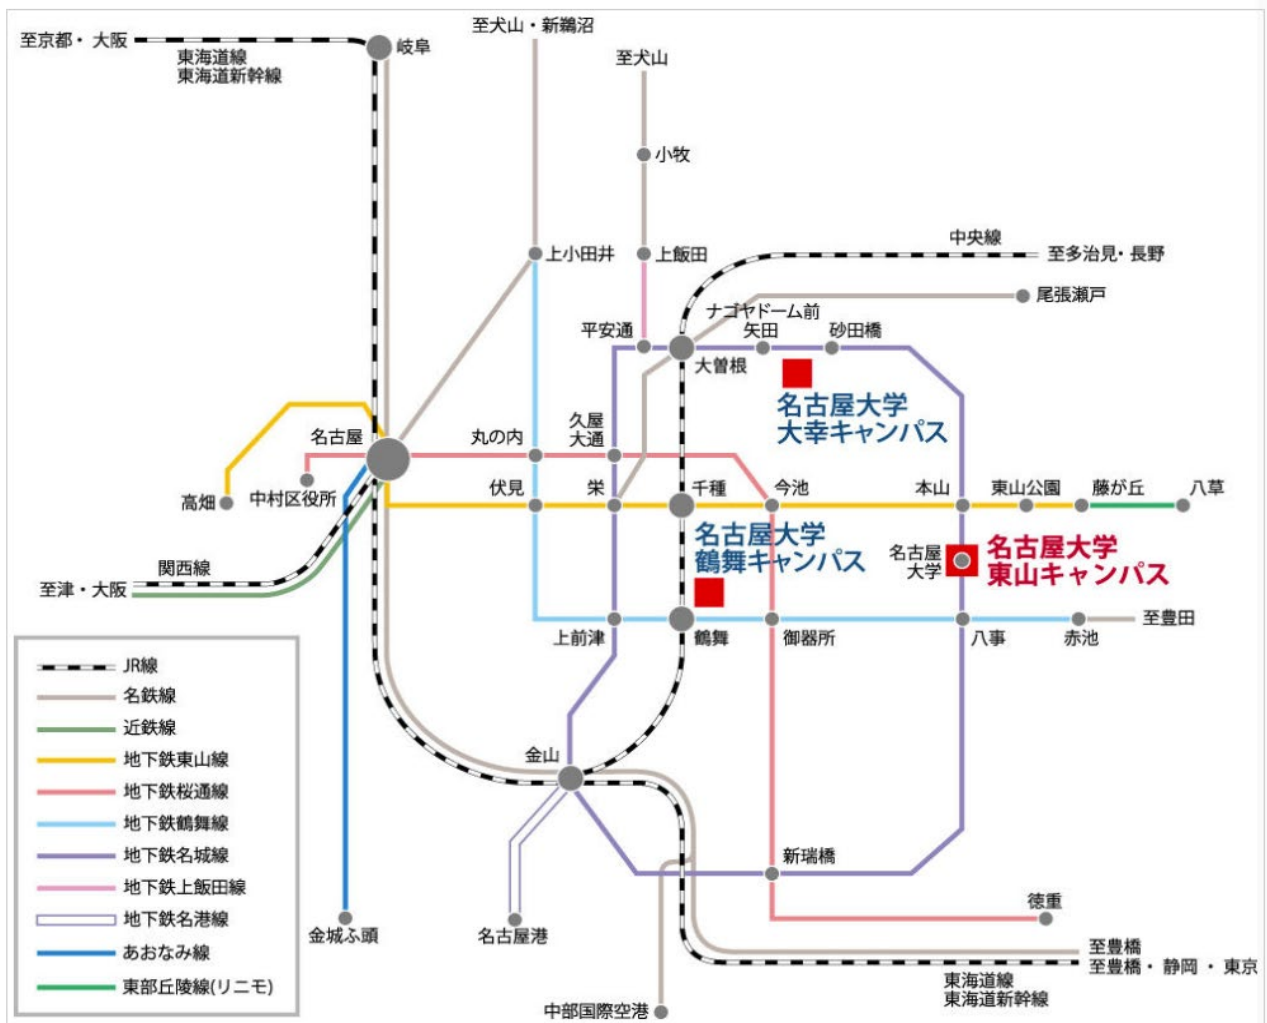 至犬山・新鵜沼
至京都・大阪
東海道線
東海道新幹線
岐阜
至犬山
小牧
上小田井
上飯田
中央線
至多治見・長野
尾張瀬戸
ナゴヤドーム前
矢田
砂田橋
平安通
大曽根
名古屋大学
大幸キャンパス
名古屋
丸の内
久屋
大通
高畑
中村区役所
伏見
栄
千種
今池
本山
東山公園
藤が丘
八草
名古屋大学
鶴舞キャンパス
名古屋
大学
名古屋大学
東山キャンパス
関西線
至津・大阪
上前津
鶴舞
御器所
八事
赤池
至豊田
JR線
名鉄線
近鉄線
地下鉄東山線
地下鉄桜通線
地下鉄鶴舞線
地下鉄名城線
地下鉄上飯田線
地下鉄名港線
あおなみ線
東部丘陵線(リニモ)
金山
新瑞橋
徳重
金城ふ頭
名古屋港
至豊橋
至豊橋・静岡・東京
東海道線
東海道新幹線
中部国際空港